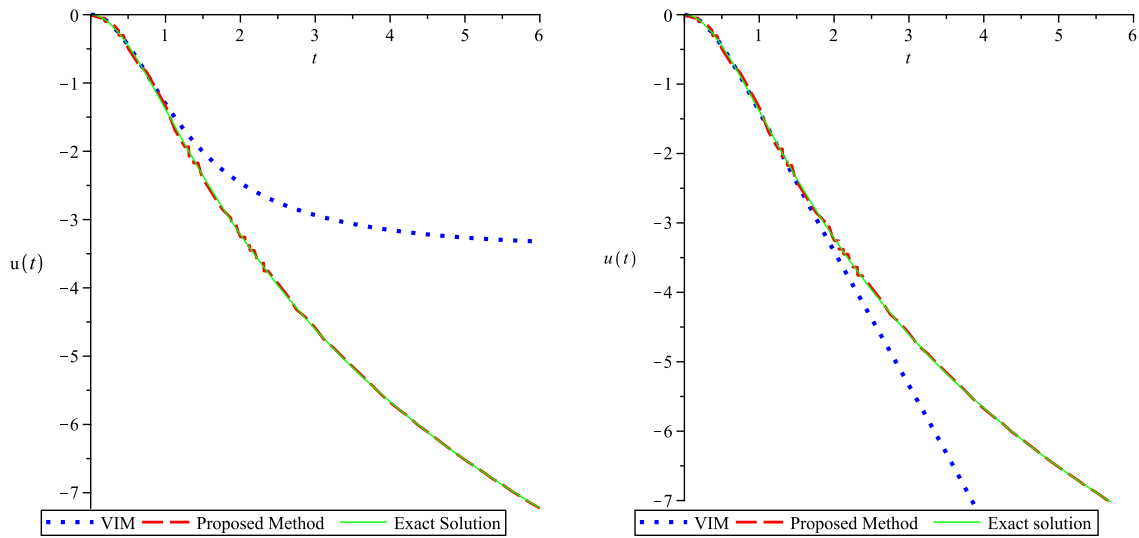 0
1 2 3 4 5 6
t
−1
−2
−3
u(t)
−4
−5
−6
−7
VIM Proposed Method Exact Solution
0
1 2 3 4 5 6
t
−1
−2
−3
u(t)
−4
−5
−6
−7
VIM Proposed Method Exact solution